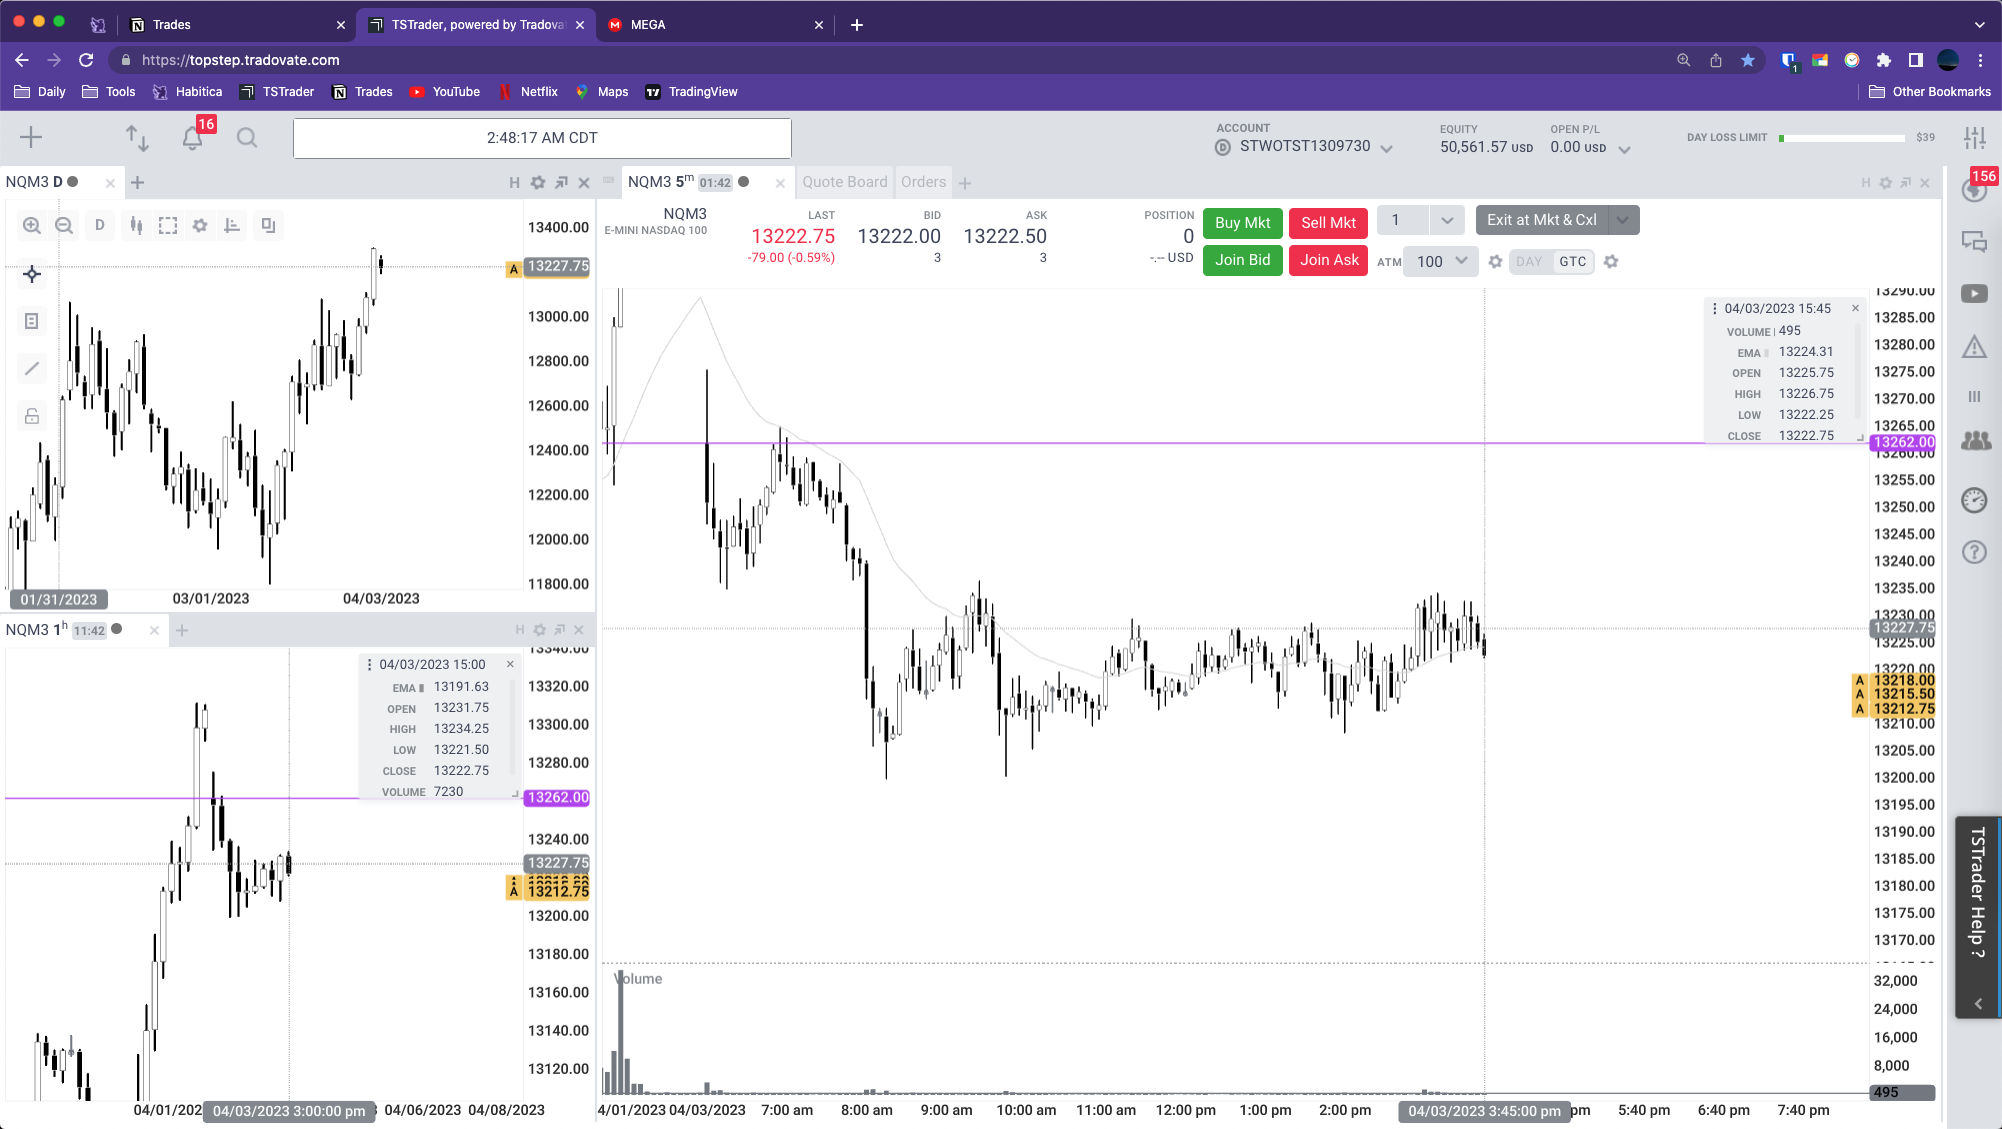 Trades
TSTrader, powered by Tradova
MEGA
https://topstep.tradovate.com
1
Daily
Tools
Habitica
TSTrader
Trades
YouTube
Netflix
Maps
TradingView
Other Bookmarks
16
2:48:17 AM CDT
ACCOUNT
STWOTST1309730
EQUITY
50,561.57 USD
OPEN P/L
0.00 USD
DAY LOSS LIMIT
$39
NQM3 D
H
NQM3 5m 01:42
Quote Board
Orders
H
156
D
13400.00
A 13227.75
13000.00
12800.00
12600.00
12400.00
12200.00
12000.00
11800.00
01/31/2023
03/01/2023
04/03/2023
NQM3
E-MINI NASDAQ 100
LAST
13222.75
-79.00 (-0.59%)
BID
13222.00
3
ASK
13222.50
3
POSITION
0
-.-- USD
Buy Mkt
Sell Mkt
1
Exit at Mkt & Cxl
Join Bid
Join Ask
ATM
100
DAY
GTC
04/03/2023 15:45
VOLUME 495
EMA 13224.31
OPEN 13225.75
HIGH 13226.75
LOW 13222.25
CLOSE 13222.75
13290.00
13285.00
13280.00
13275.00
13270.00
13265.00
13262.00
13260.00
13255.00
13250.00
13245.00
13240.00
13235.00
13230.00
13227.75
13225.00
13220.00
A 13218.00
A 13215.50
A 13212.75
13210.00
13205.00
13200.00
13195.00
13190.00
13185.00
13180.00
13175.00
13170.00
Volume
32,000
24,000
16,000
8,000
495
4/01/2023
04/03/2023
7:00 am
8:00 am
9:00 am
10:00 am
11:00 am
12:00 pm
1:00 pm
2:00 pm
04/03/2023 3:45:00 pm
pm
5:40 pm
6:40 pm
7:40 pm
NQM3 1h 11:42
H
04/03/2023 15:00
EMA 13191.63
OPEN 13231.75
HIGH 13234.25
LOW 13221.50
CLOSE 13222.75
VOLUME 7230
13340.00
13320.00
13300.00
13280.00
13262.00
13240.00
13227.75
A 13212.75
13200.00
13180.00
13160.00
13140.00
13120.00
04/01/202
04/03/2023 3:00:00 pm
04/06/2023
04/08/2023
TSTrader Help ?